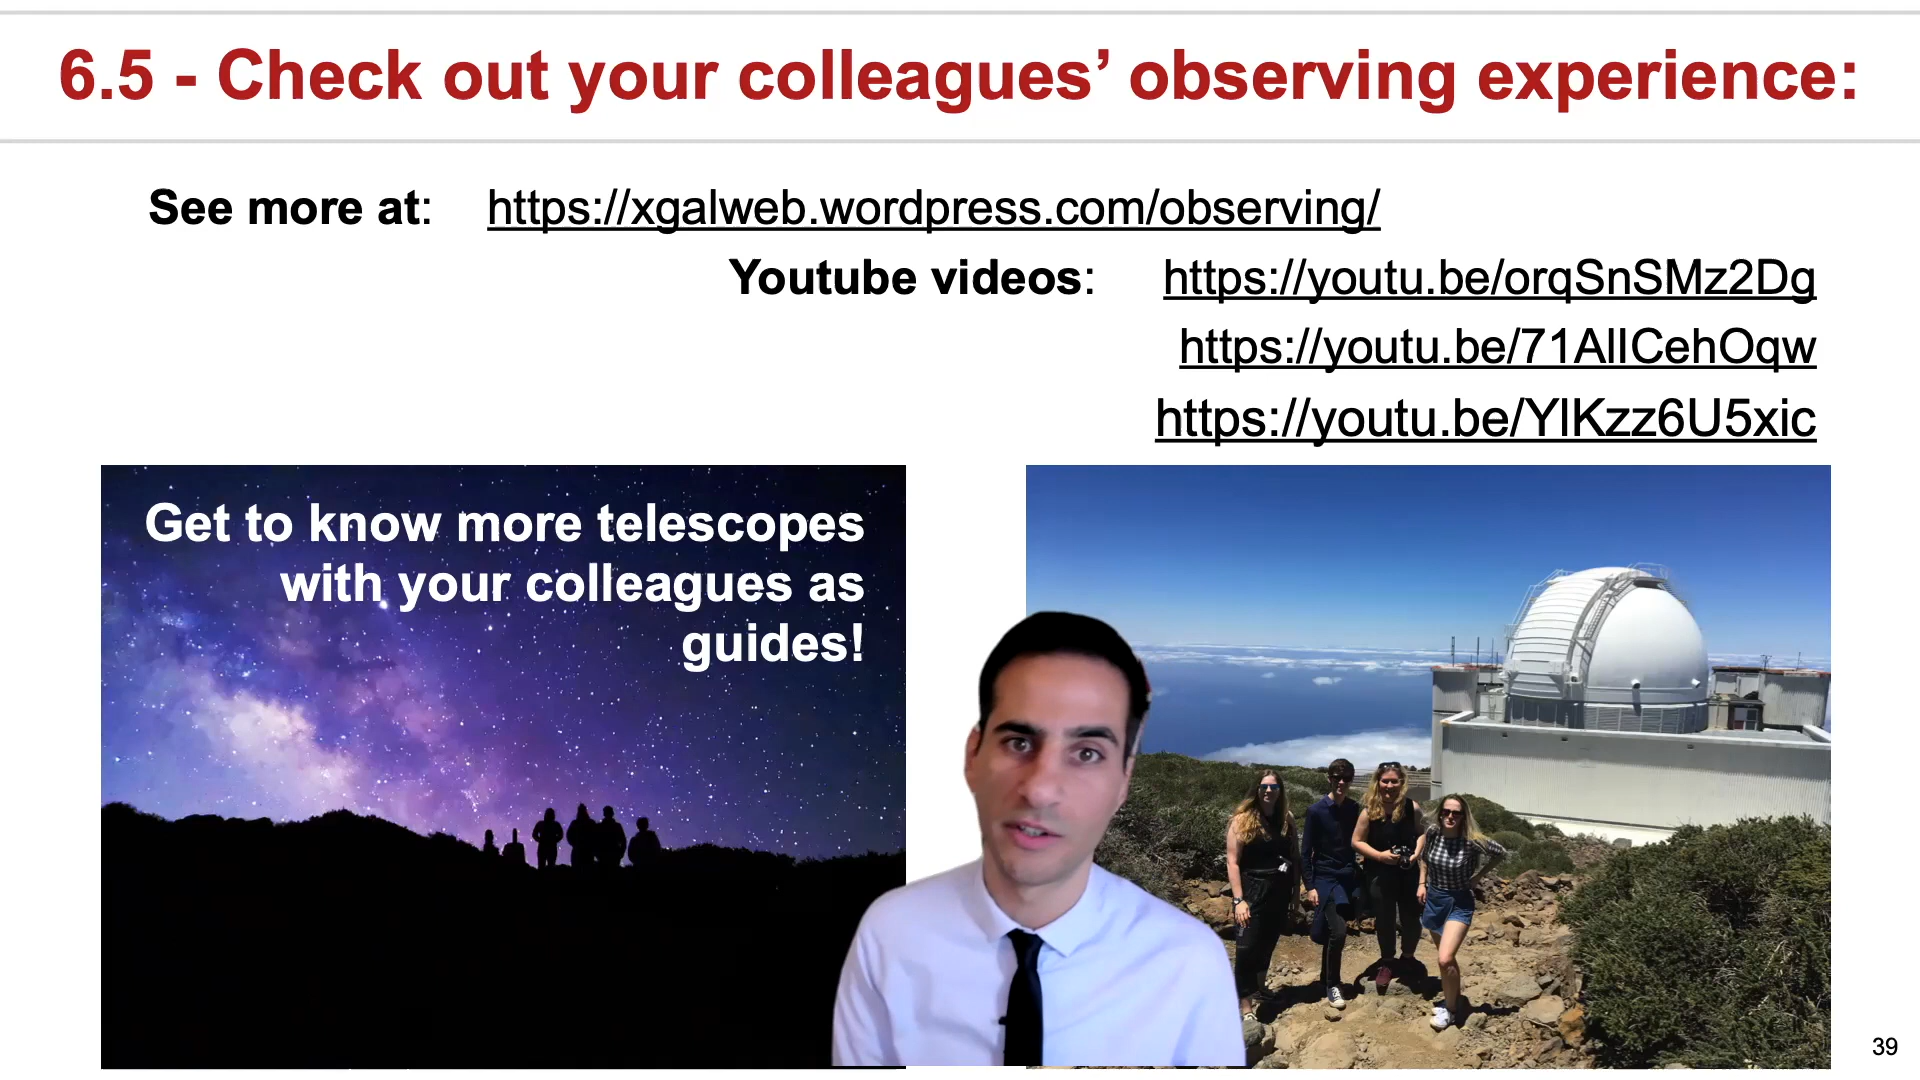 6.5 - Check out your colleagues’ observing experience:
See more at: https://xgalweb.wordpress.com/observing/
Youtube videos: https://youtu.be/orqSnSMz2Dg
https://youtu.be/71AlICehOqw
https://youtu.be/YlKzz6U5xic
Get to know more telescopes
with your colleagues as
guides!
39